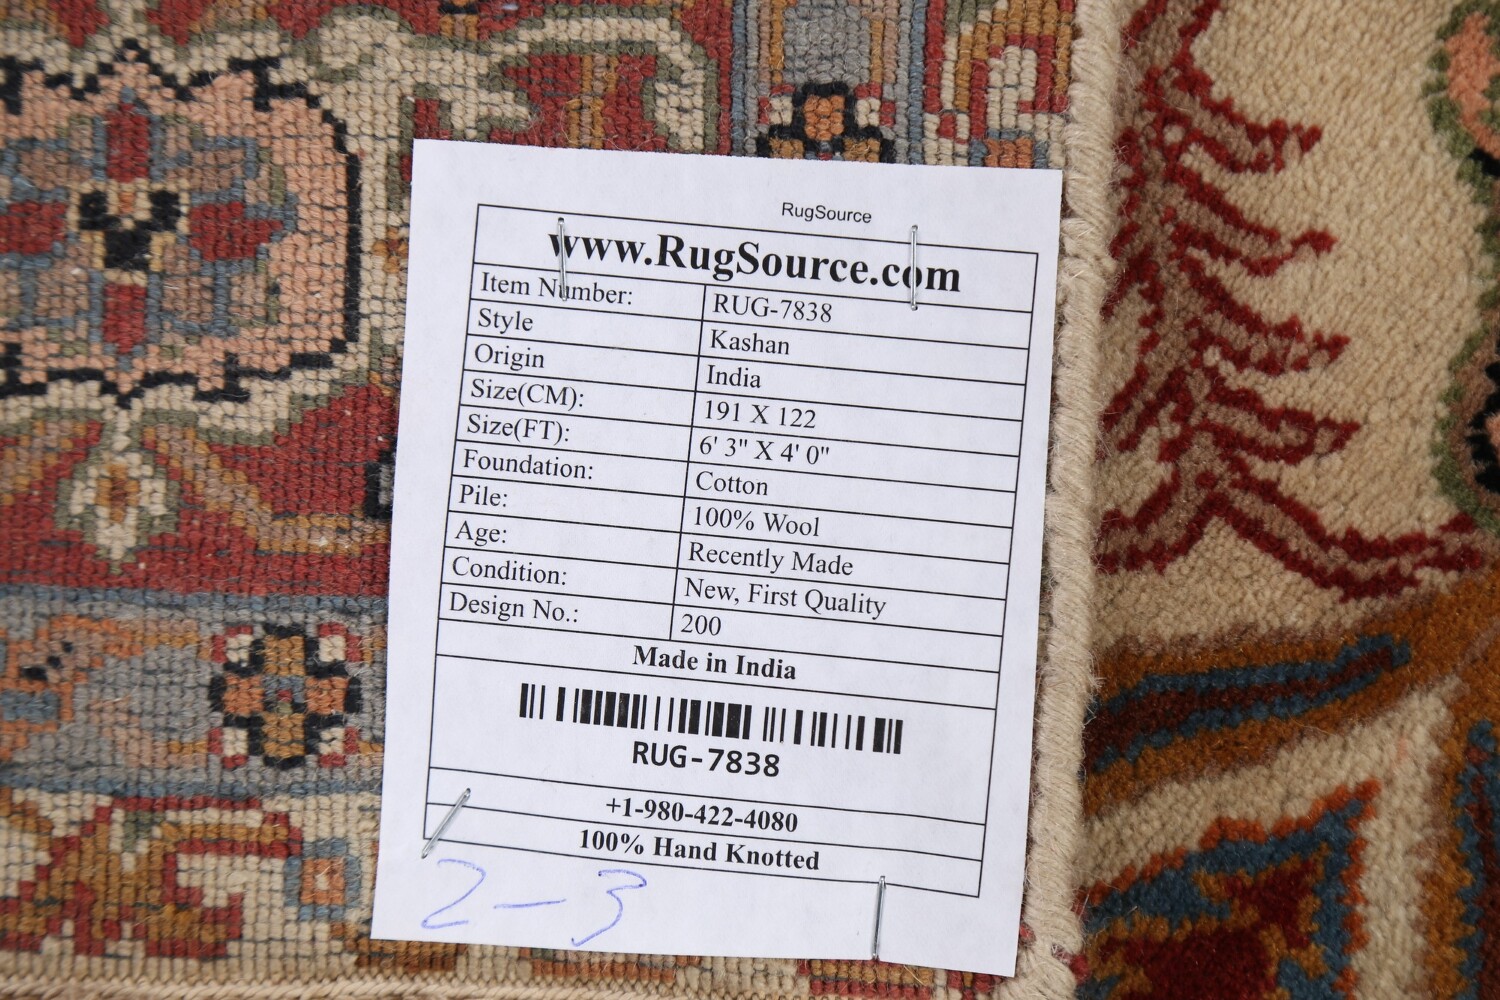 RugSource
www.RugSource.com
Item Number: RUG-7838
Style Kashan
Origin India
Size(CM): 191 X 122
Size(FT): 6' 3" X 4' 0"
Foundation: Cotton
Pile: 100% Wool
Age: Recently Made
Condition: New, First Quality
Design No.: 200
Made in India
RUG-7838
+1-980-422-4080
100% Hand Knotted
2-3